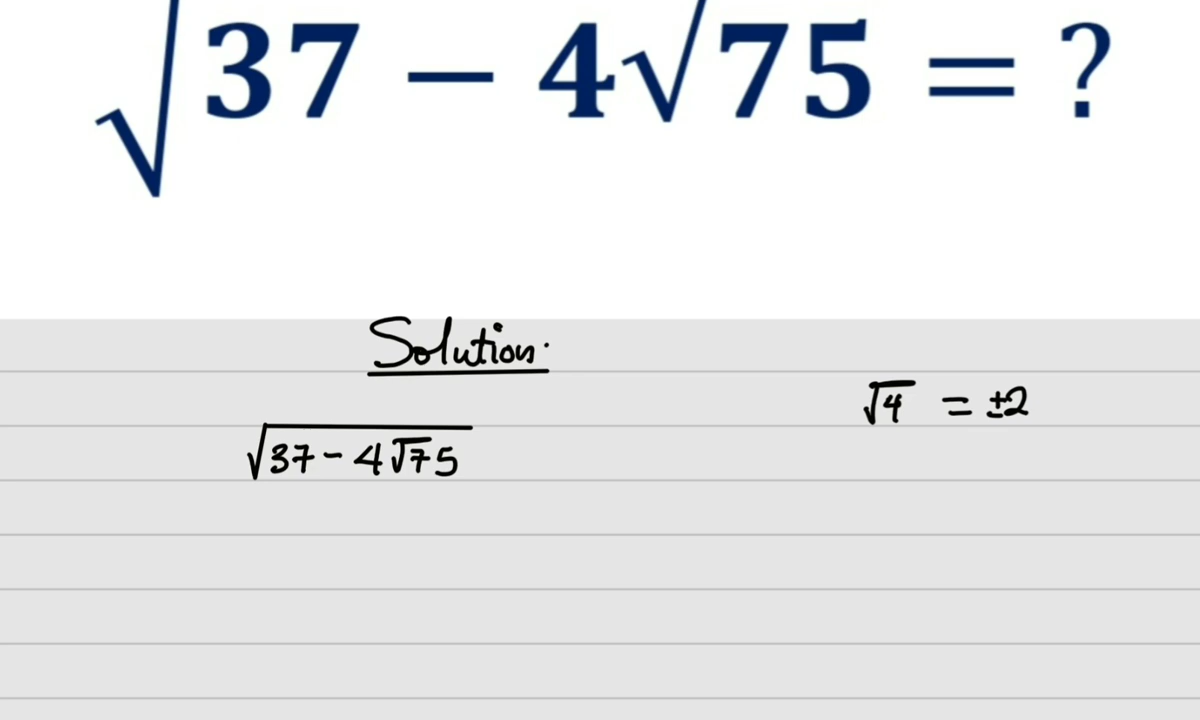 √37 − 4√75 = ?
Solution.
√4 = ±2
√37 - 4√75